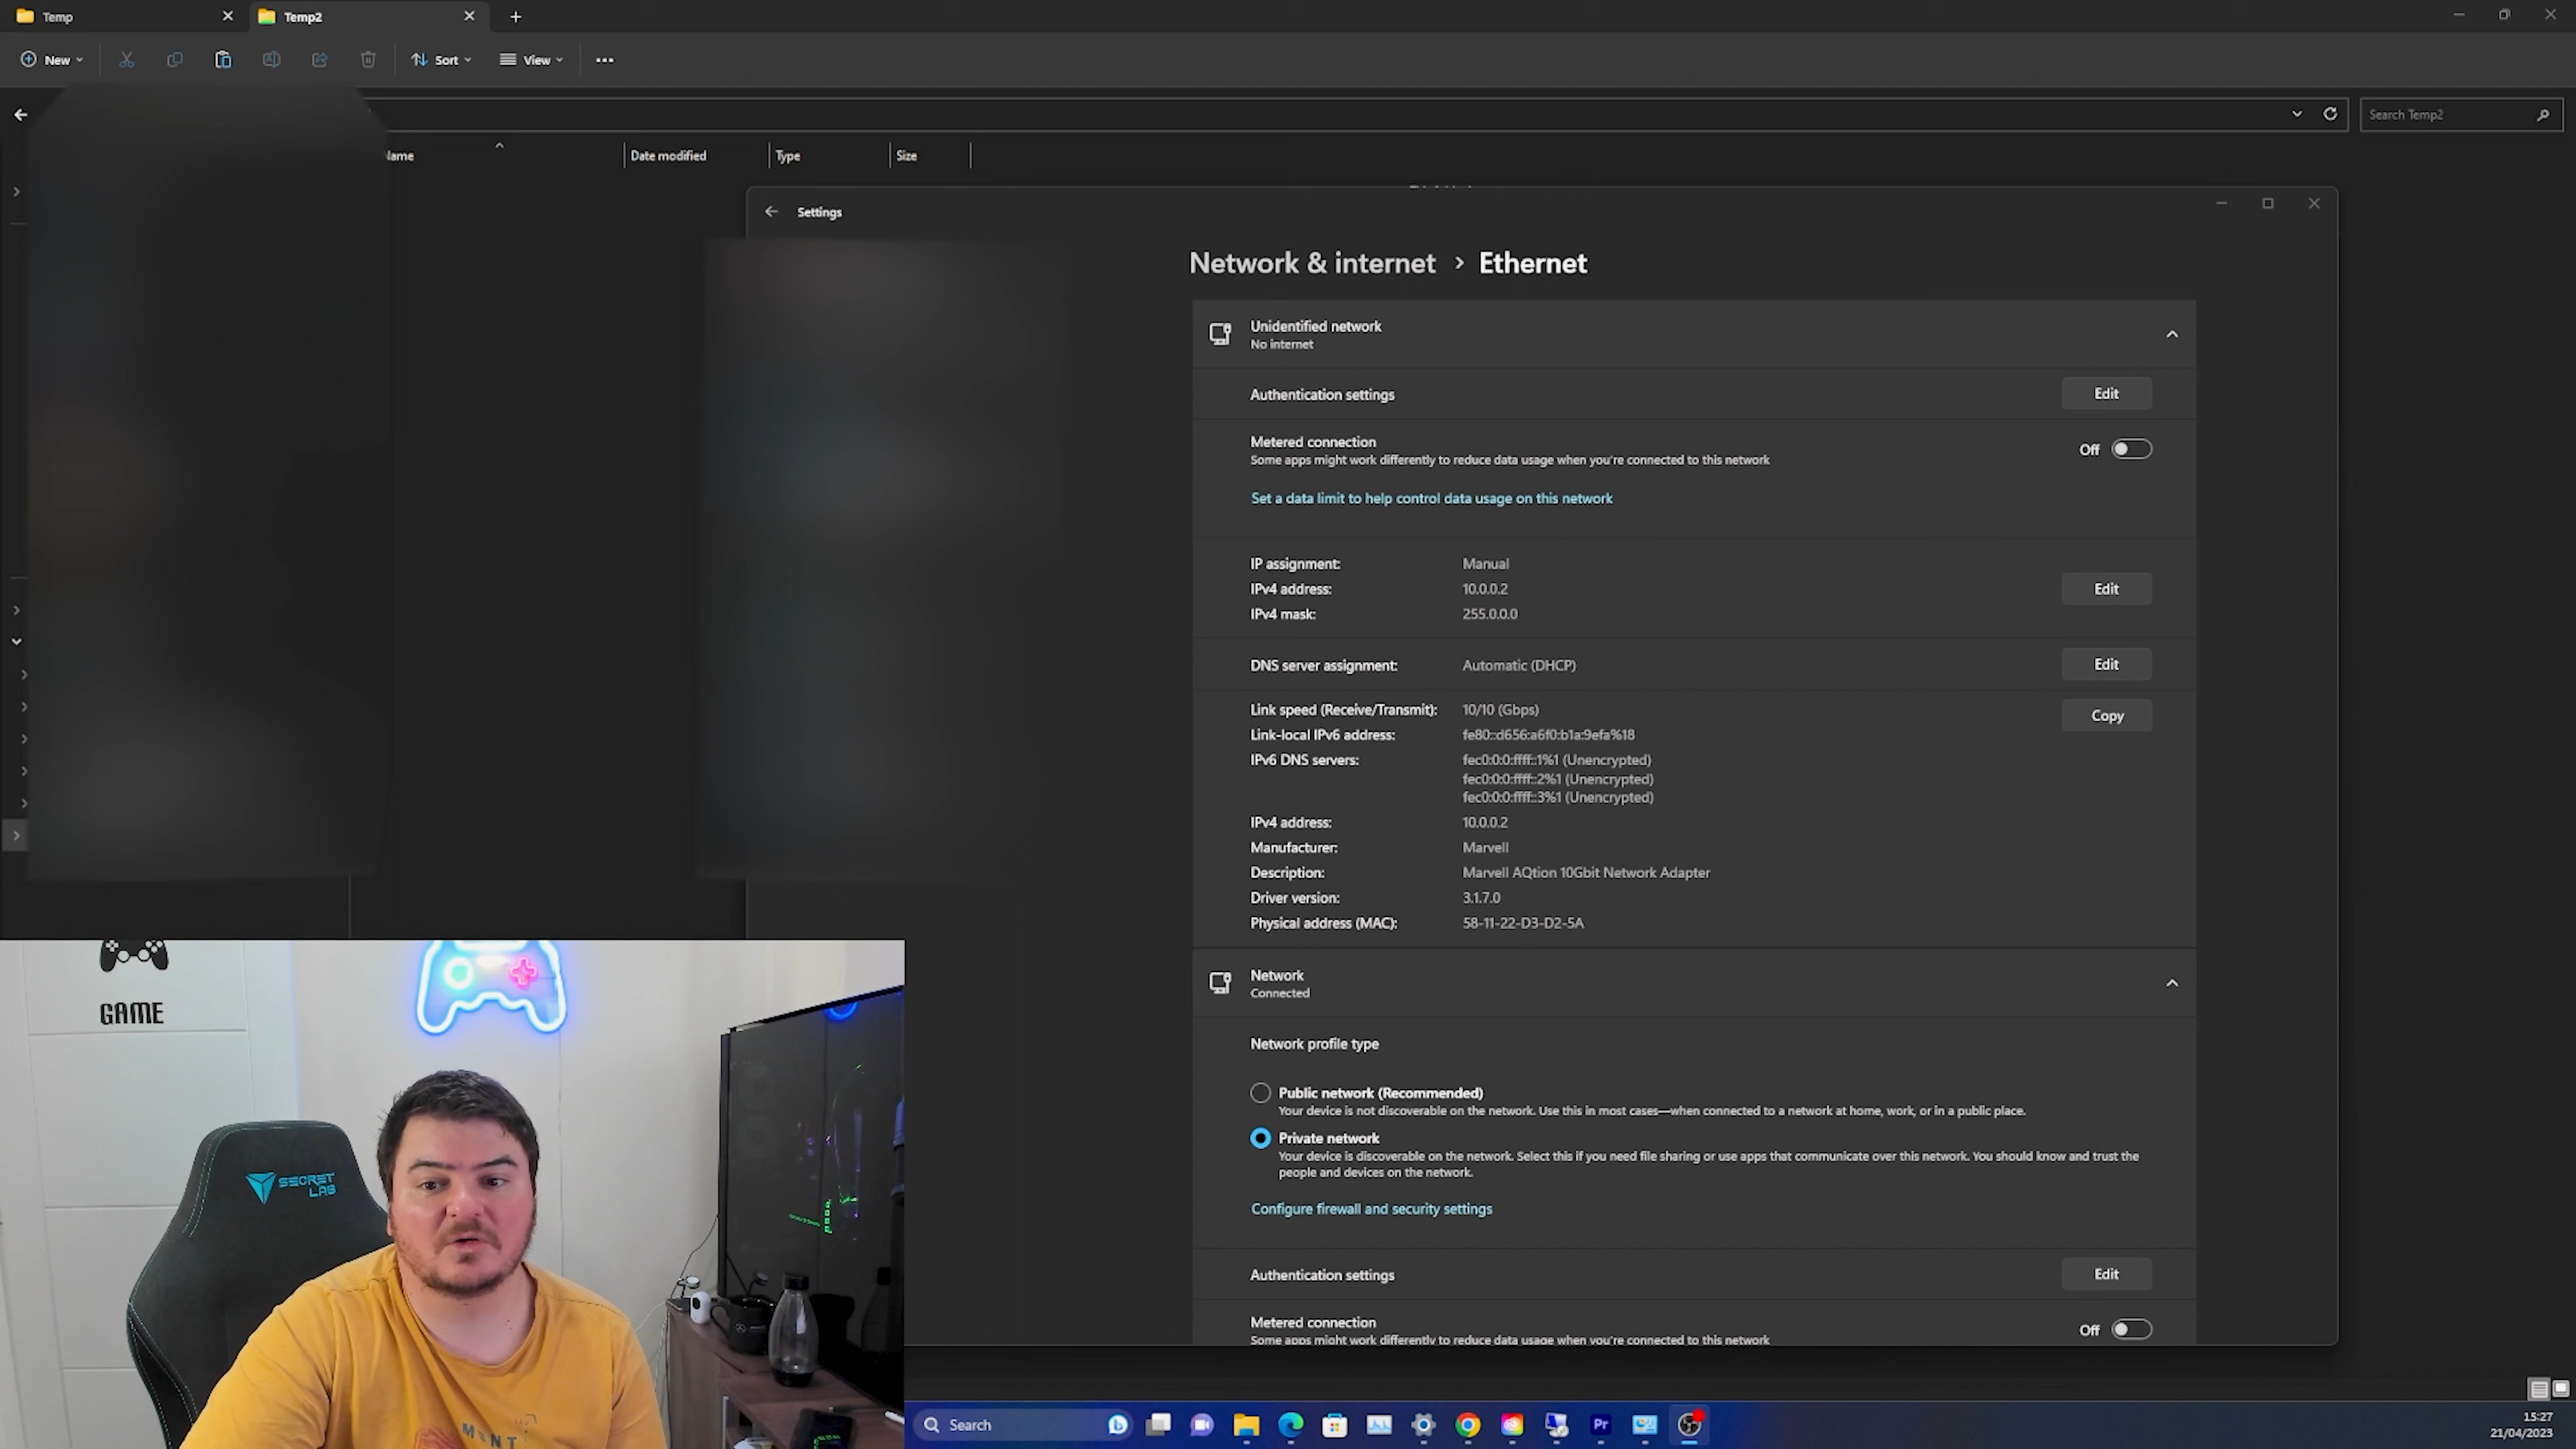 Temp
Temp2
New
Sort
View
Search Temp2
Name
Date modified
Type
Size
Settings
Network & internet > Ethernet
Unidentified network
No internet
Authentication settings
Edit
Metered connection
Off
Some apps might work differently to reduce data usage when you're connected to this network
Set a data limit to help control data usage on this network
IP assignment: Manual
IPv4 address: 10.0.0.2
Edit
IPv4 mask: 255.0.0.0
DNS server assignment: Automatic (DHCP)
Edit
Link speed (Receive/Transmit): 10/10 (Gbps)
Copy
Link-local IPv6 address: fe80::d656:a6f0:b1a:9efa%18
IPv6 DNS servers: fec0:0:0:ffff::1%1 (Unencrypted)
fec0:0:0:ffff::2%1 (Unencrypted)
fec0:0:0:ffff::3%1 (Unencrypted)
IPv4 address: 10.0.0.2
Manufacturer: Marvell
Description: Marvell AQtion 10Gbit Network Adapter
Driver version: 3.1.7.0
Physical address (MAC): 58-11-22-D3-D2-5A
Network
Connected
Network profile type
Public network (Recommended)
Your device is not discoverable on the network. Use this in most cases—when connected to a network at home, work, or in a public place.
Private network
Your device is discoverable on the network. Select this if you need file sharing or use apps that communicate over this network. You should know and trust the
people and devices on the network.
Configure firewall and security settings
Authentication settings
Edit
Metered connection
Off
Some apps might work differently to reduce data usage when you're connected to this network
GAME
SECRET
LAB
Search
Pr
15:27
21/04/2023